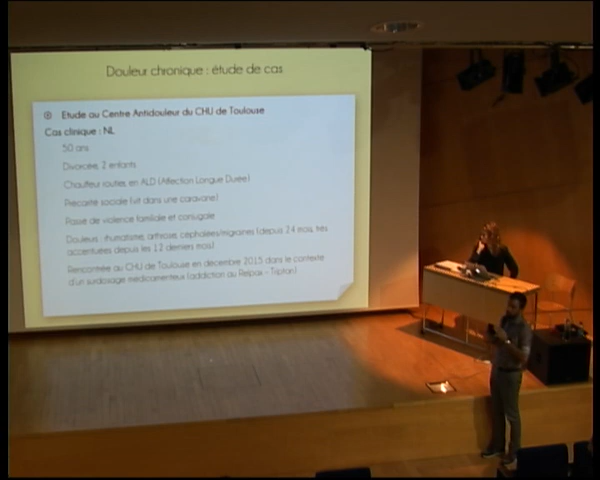 Douleur chronique : étude de cas
Etude au Centre Antidouleur du CHU de Toulouse
Cas clinique : NL
50 ans
Divorcée, 2 enfants
Chauffeur routier, en ALD (Affection Longue Durée)
Précarité sociale (vit dans une caravane)
Passé de violence familiale et conjugale
Douleurs : rhumatisme, arthrose, céphalées/migraines (depuis 24 mois, très
accentuées depuis les 12 derniers mois)
Rencontrée au CHU de Toulouse en décembre 2015 dans le contexte
d'un surdosage médicamenteux (addiction au Relpax - Triptan)